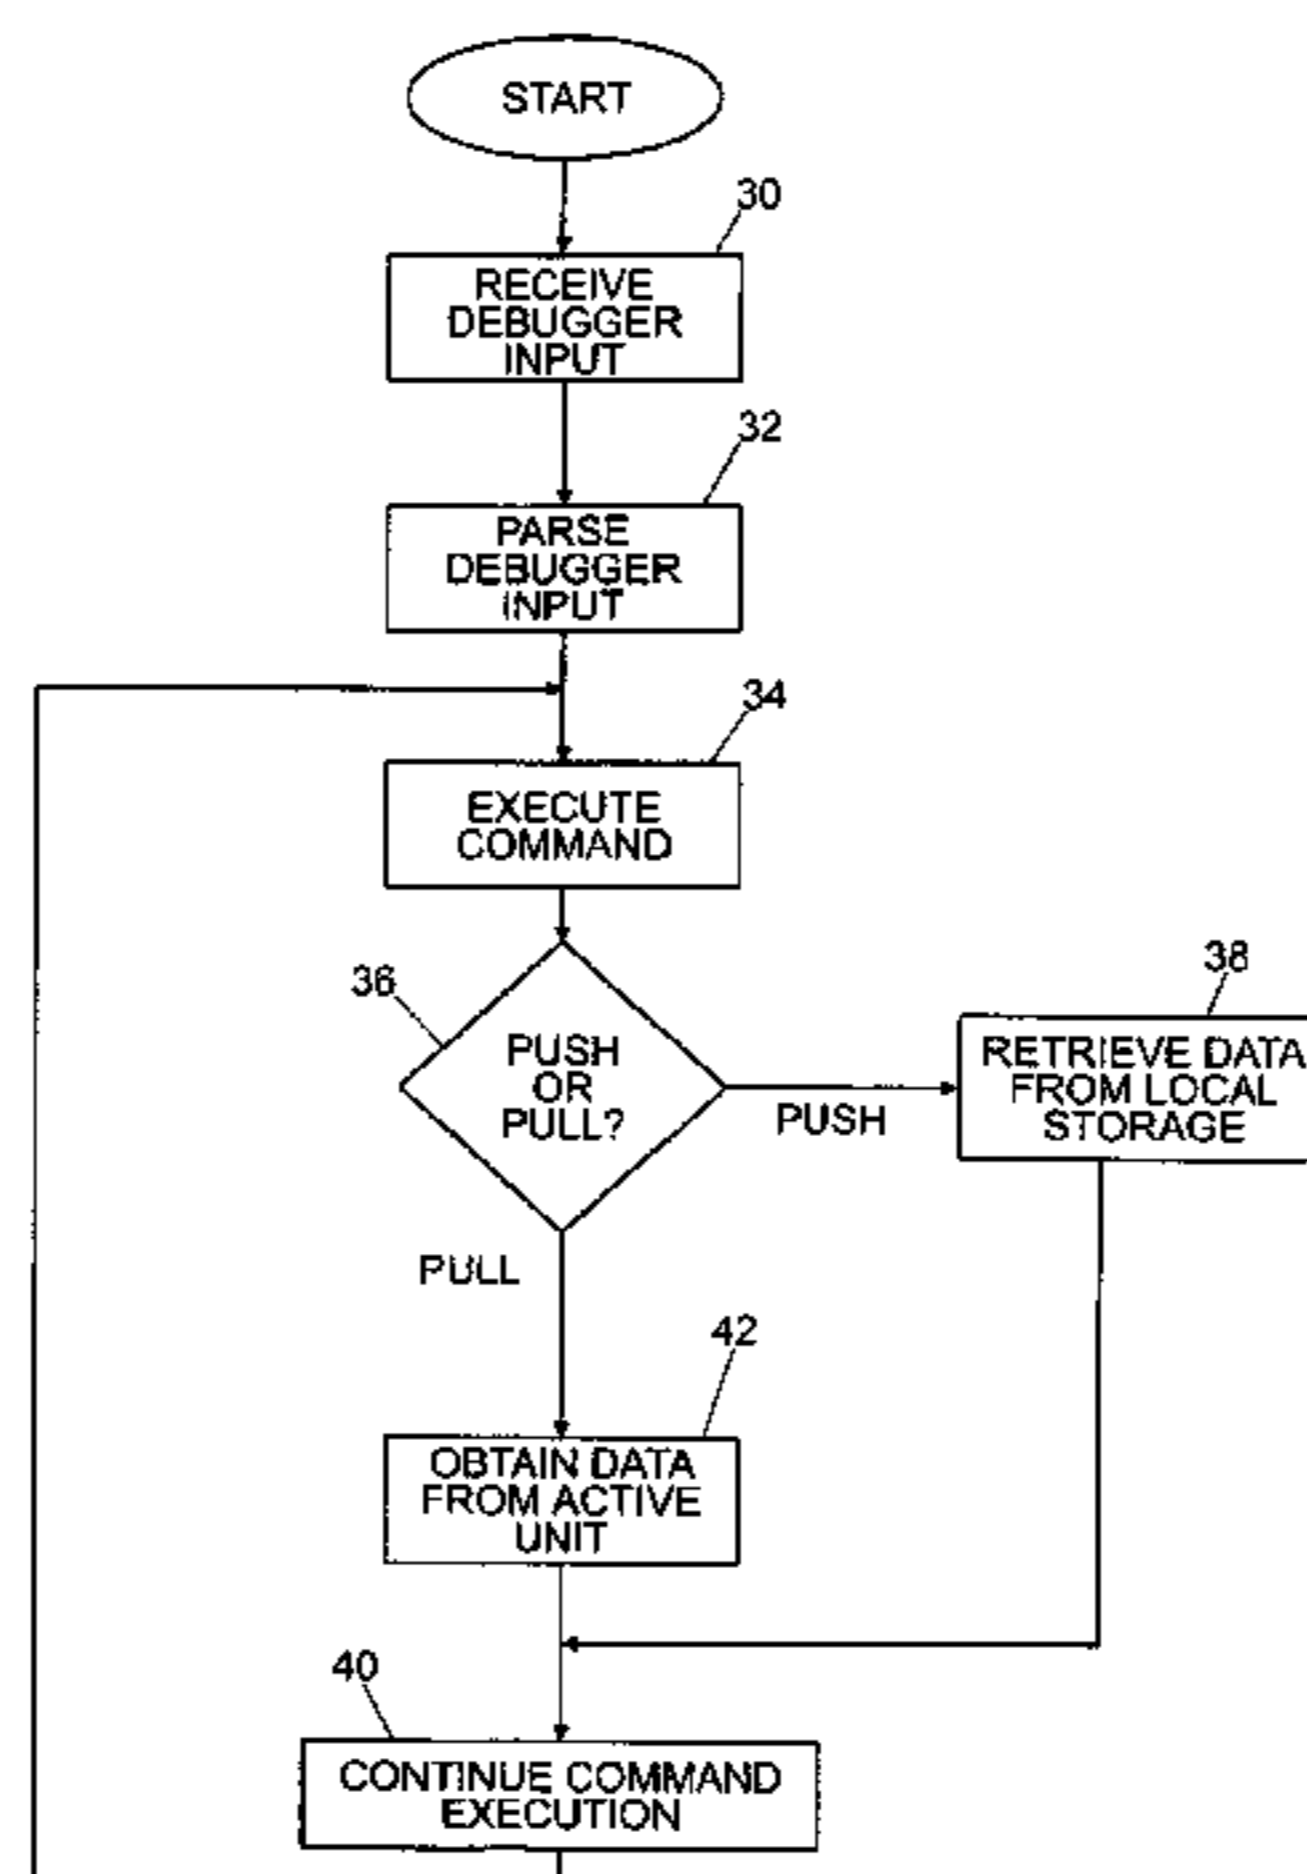 START
30
RECEIVE
DEBUGGER
INPUT
32
PARSE
DEBUGGER
INPUT
34
EXECUTE
COMMAND
36
PUSH
OR
PULL?
PUSH
38
RETRIEVE DATA
FROM LOCAL
STORAGE
PULL
42
OBTAIN DATA
FROM ACTIVE
UNIT
40
CONTINUE COMMAND
EXECUTION